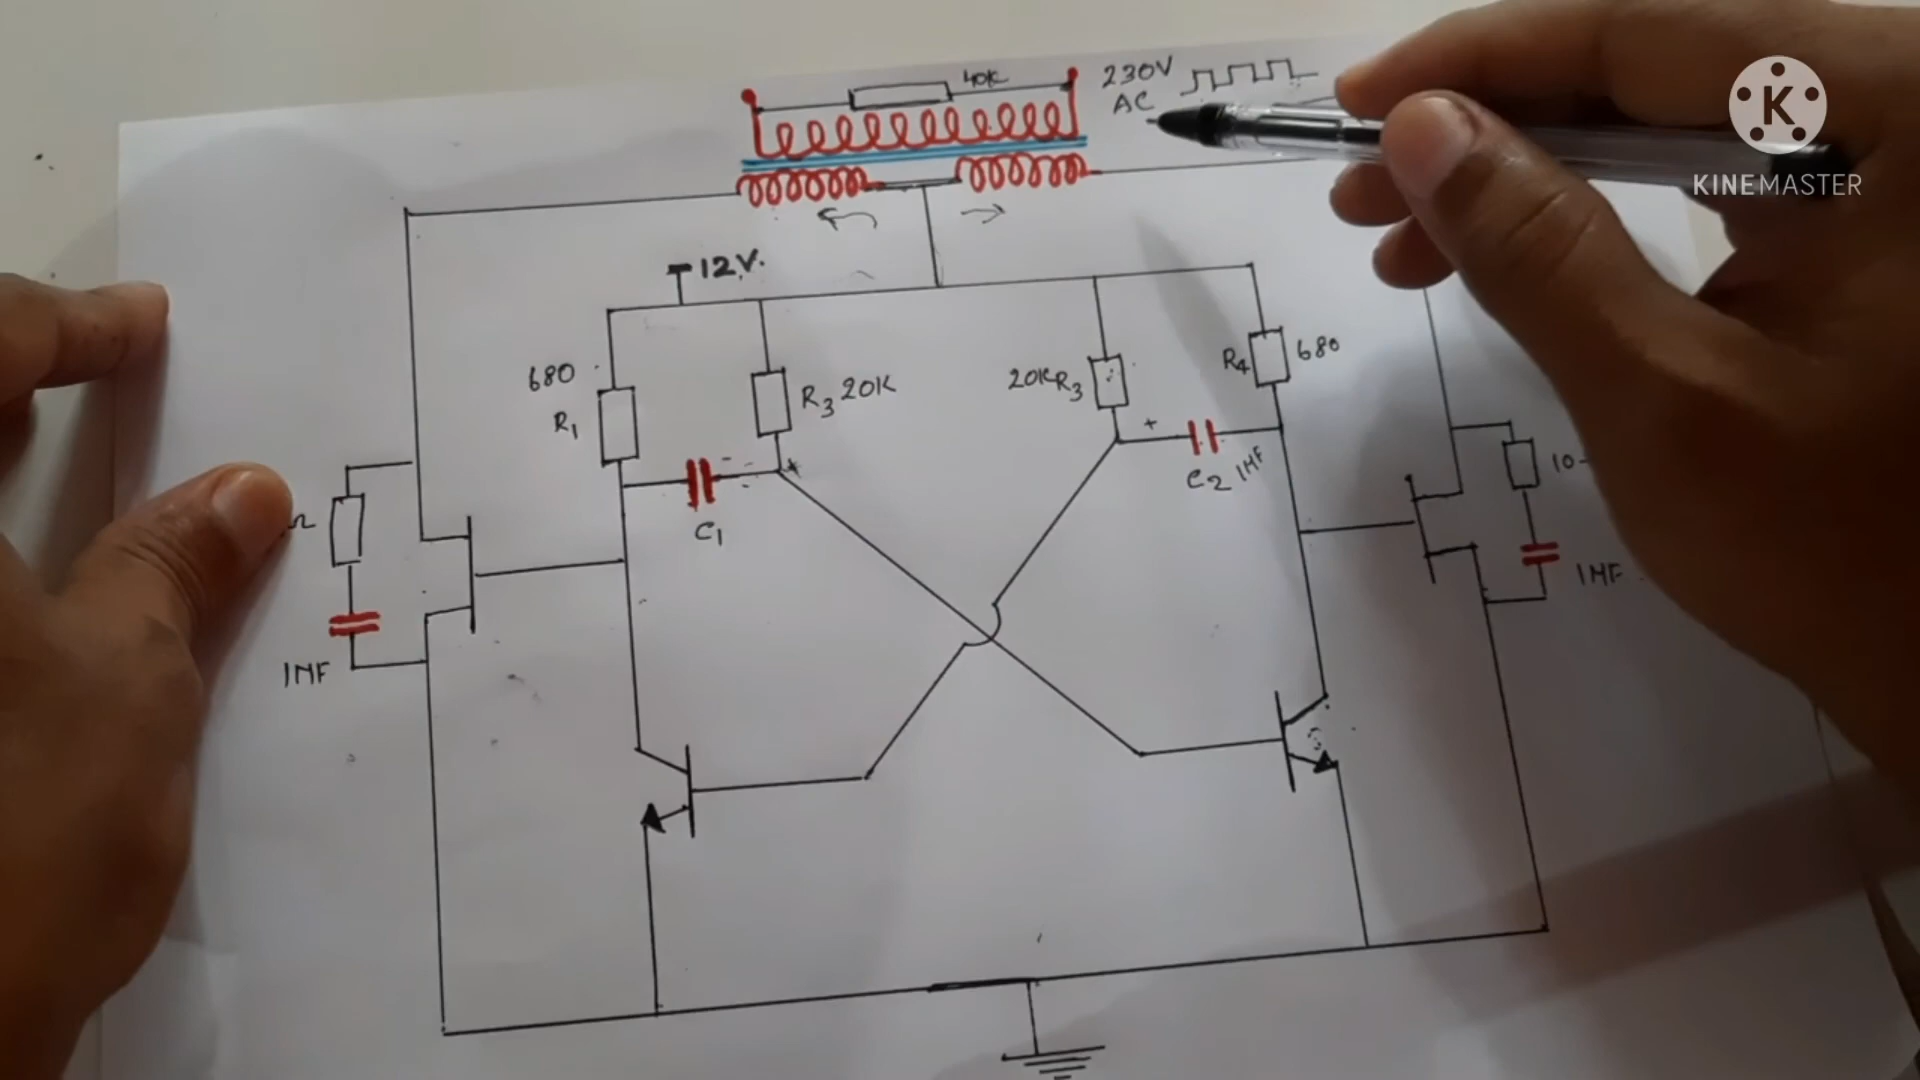 40K
230V
AC
KINEMASTER
12V.
680
R1
R3 20K
20K R3
R4
680
+
C2 1MF
C1
+
10
1MF
1MF